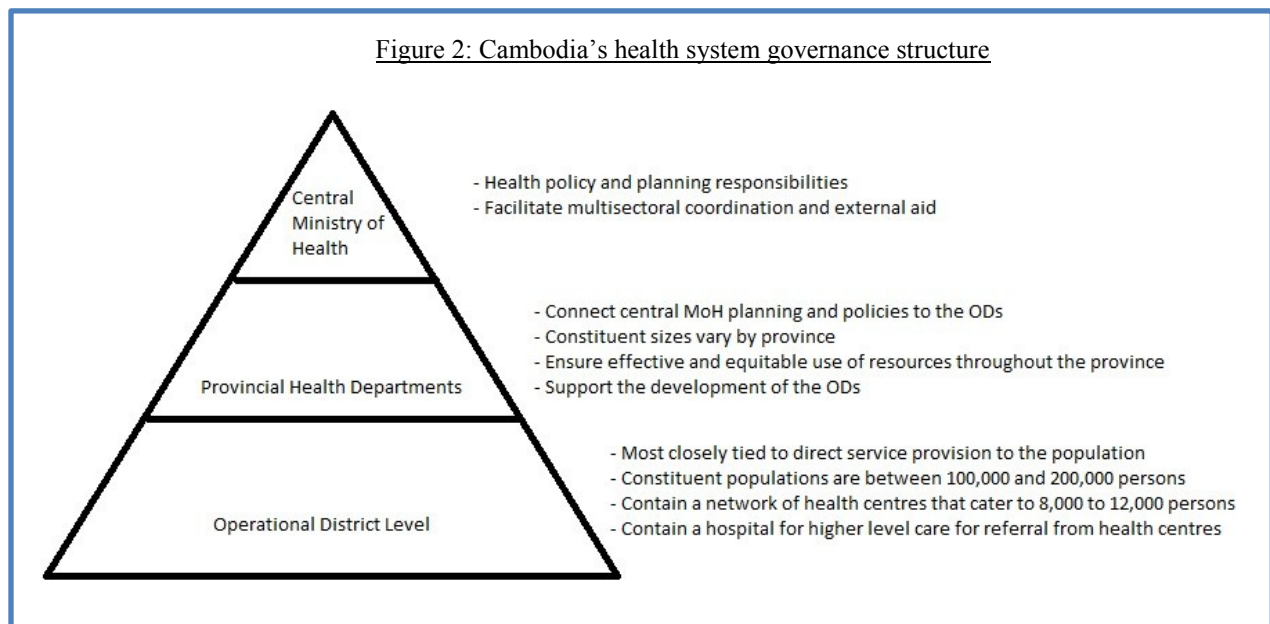 Figure 2: Cambodia’s health system governance structure
Central
Ministry of
Health
- Health policy and planning responsibilities
- Facilitate multisectoral coordination and external aid
Provincial Health Departments
- Connect central MoH planning and policies to the ODs
- Constituent sizes vary by province
- Ensure effective and equitable use of resources throughout the province
- Support the development of the ODs
Operational District Level
- Most closely tied to direct service provision to the population
- Constituent populations are between 100,000 and 200,000 persons
- Contain a network of health centres that cater to 8,000 to 12,000 persons
- Contain a hospital for higher level care for referral from health centres